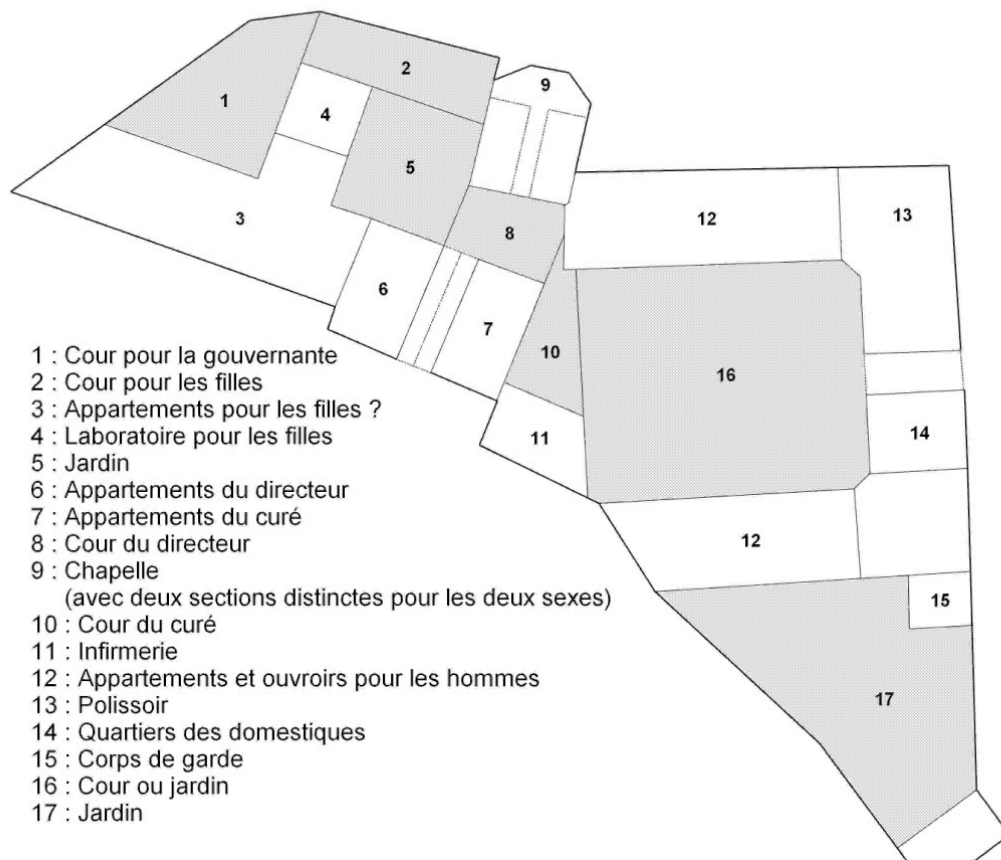 9
2
1
4
5
3
8
12
13
6
7
10
16
11
14
12
15
17
1 : Cour pour la gouvernante
2 : Cour pour les filles
3 : Appartements pour les filles ?
4 : Laboratoire pour les filles
5 : Jardin
6 : Appartements du directeur
7 : Appartements du curé
8 : Cour du directeur
9 : Chapelle
(avec deux sections distinctes pour les deux sexes)
10 : Cour du curé
11 : Infirmerie
12 : Appartements et ouvroirs pour les hommes
13 : Polissoir
14 : Quartiers des domestiques
15 : Corps de garde
16 : Cour ou jardin
17 : Jardin